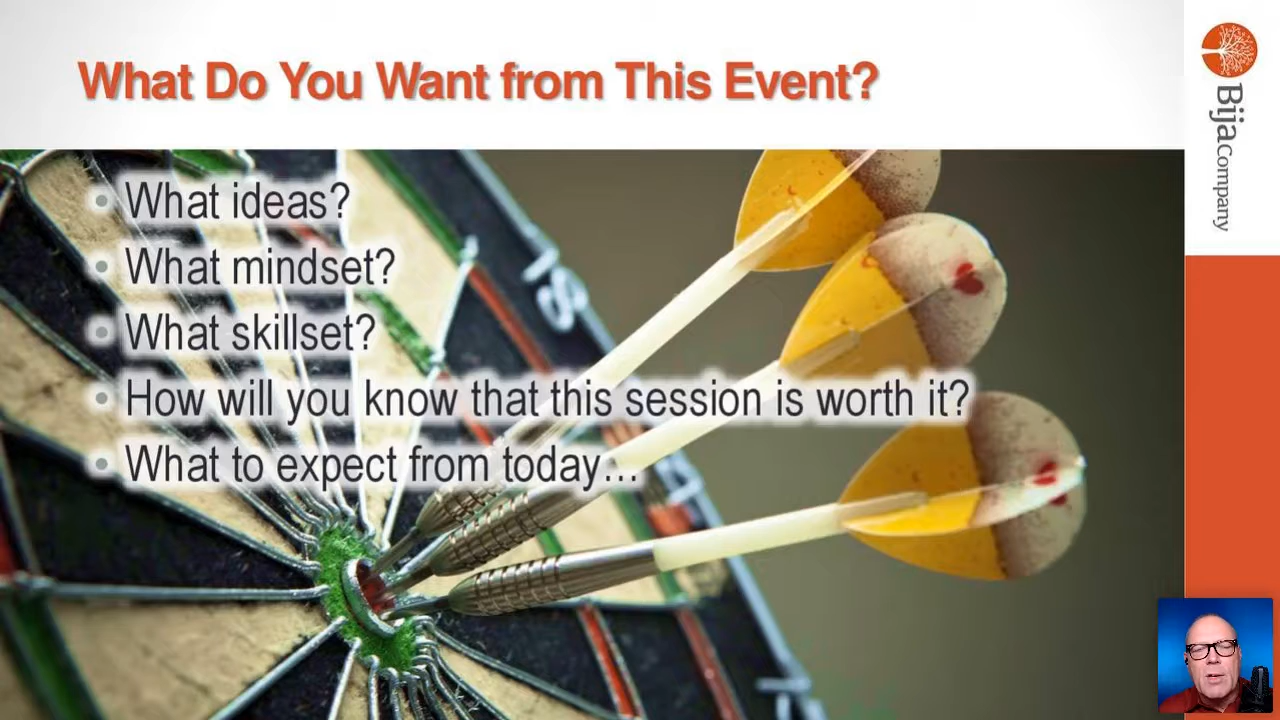 What Do You Want from This Event?
Bija company
• What ideas?
• What mindset?
• What skillset?
• How will you know that this session is worth it?
• What to expect from today…
18